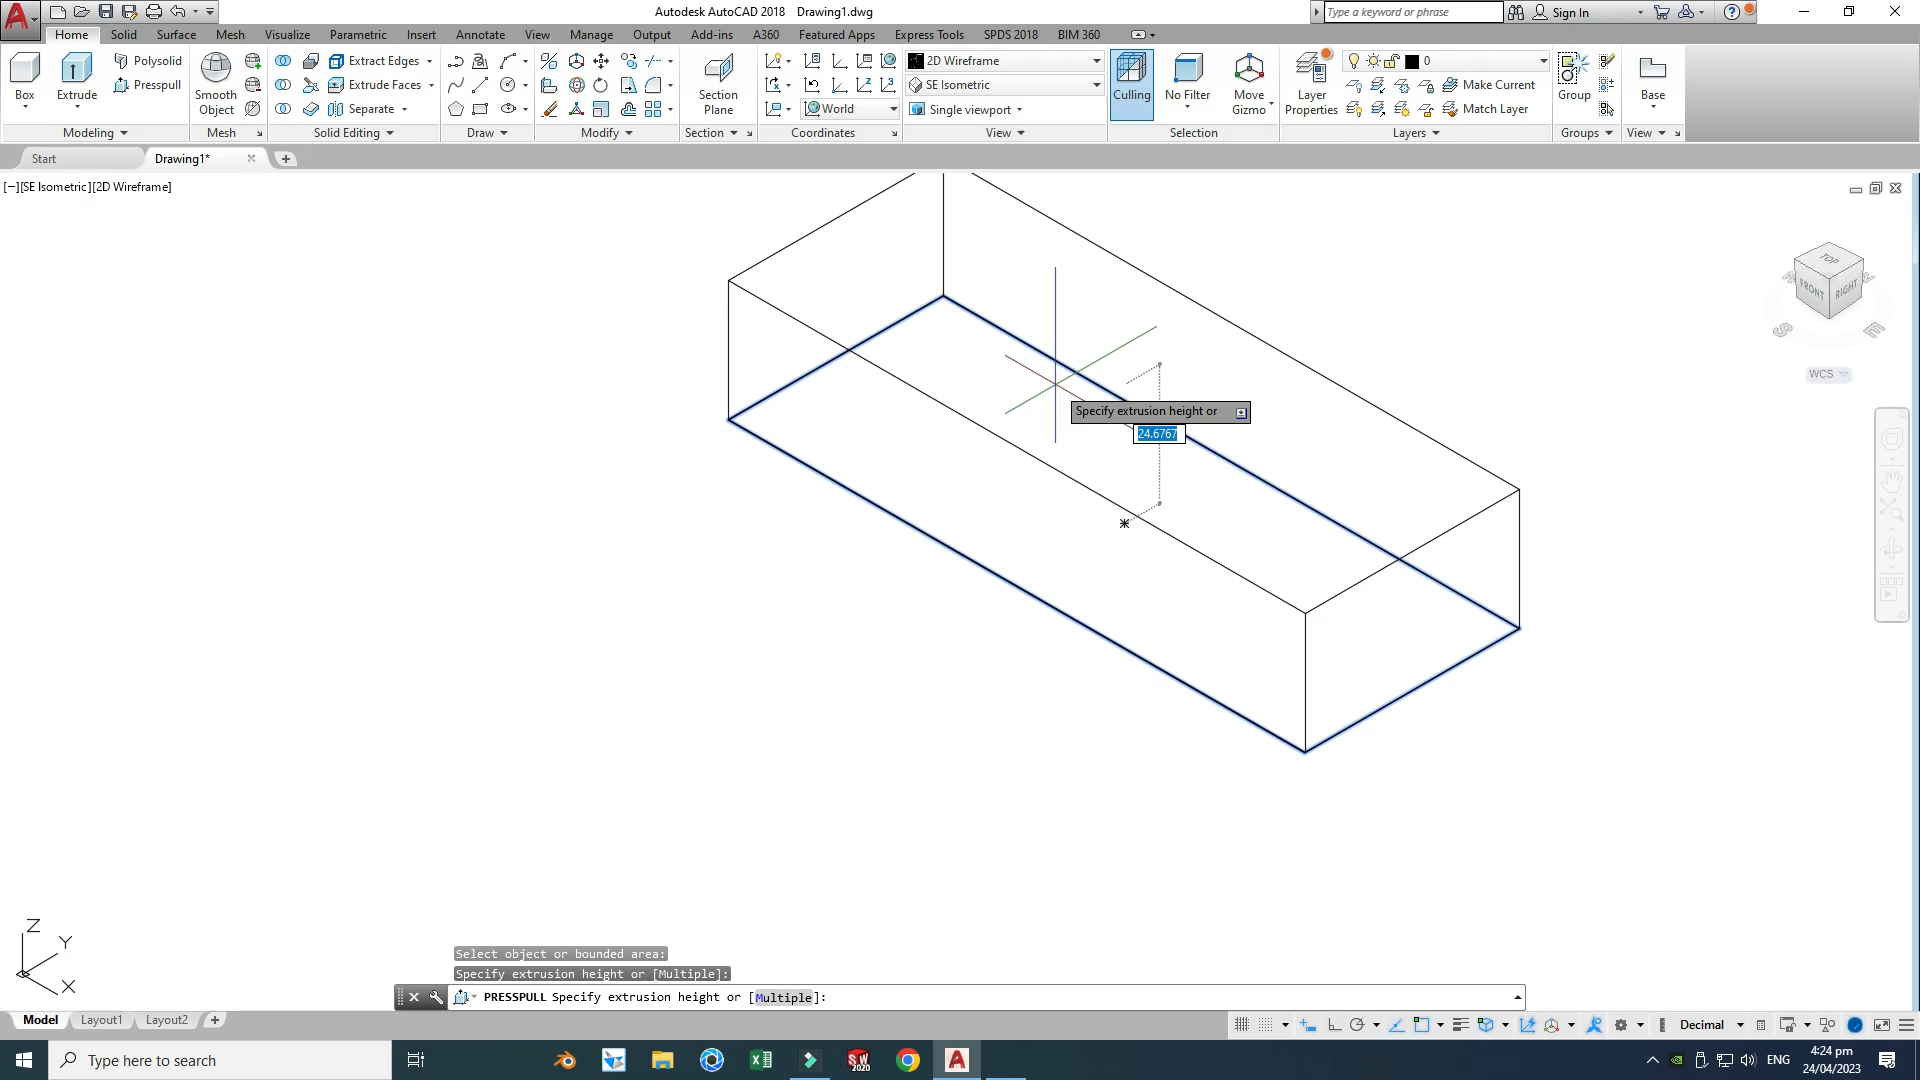 Autodesk AutoCAD 2018 Drawing1.dwg
Type a keyword or phrase
Sign In
Home Solid Surface Mesh Visualize Parametric Insert Annotate View Manage Output Add-ins A360 Featured Apps Express Tools SPDS 2018 BIM 360
Box
Extrude
Polysolid
Presspull
Modeling
Smooth
Object
Mesh
Extract Edges
Extrude Faces
Separate
Solid Editing
Draw
Modify
Section
Plane
Section
World
Coordinates
2D Wireframe
SE Isometric
Single viewport
View
Culling
No Filter
Move
Gizmo
Selection
Layer
Properties
0
Make Current
Match Layer
Layers
Group
Groups
Base
View
Start
Drawing1*
[−][SE Isometric][2D Wireframe]
TOP
FRONT
RIGHT
S
E
WCS
Specify extrusion height or
24.6767
Z
Y
X
Select object or bounded area:
Specify extrusion height or [Multiple]:
PRESSPULL Specify extrusion height or [Multiple]:
Model Layout1 Layout2
Decimal
Type here to search
SW
2020
ENG
4:24 pm
24/04/2023